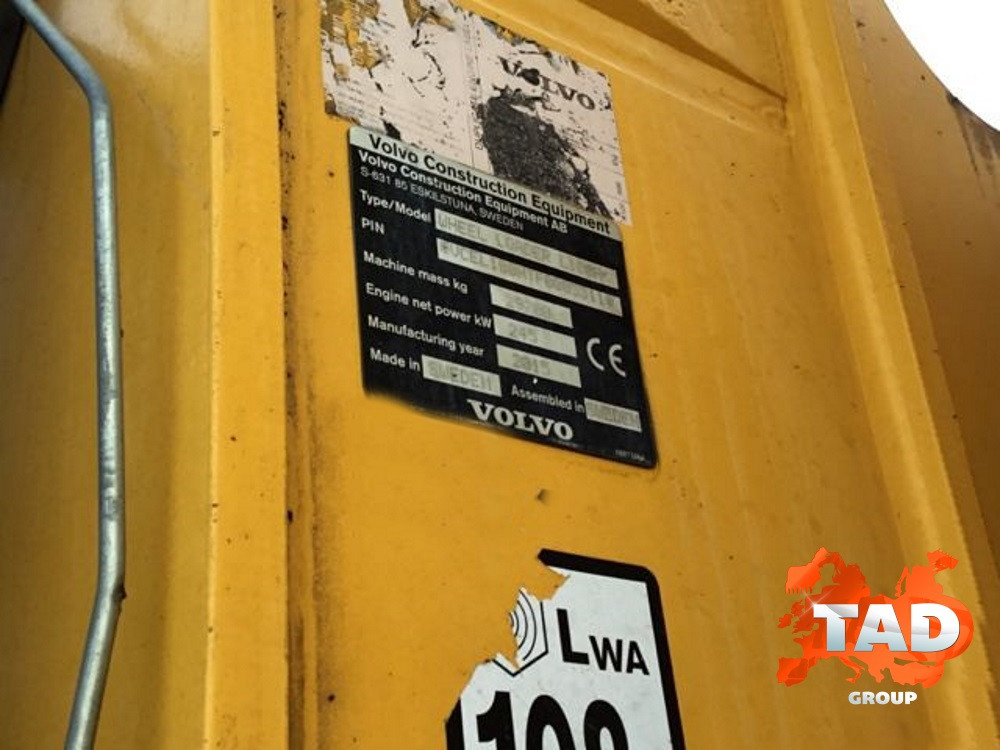 VOLVO
Volvo Construction Equipment
Volvo Construction Equipment AB
S-631 85 ESKILSTUNA, SWEDEN
Type/Model WHEEL LOADER
PIN
Machine mass kg
Engine net power kW 245
Manufacturing year 2015
Made in SWEDEN Assembled in SWEDEN
CE
VOLVO
LWA
108
TAD
GROUP